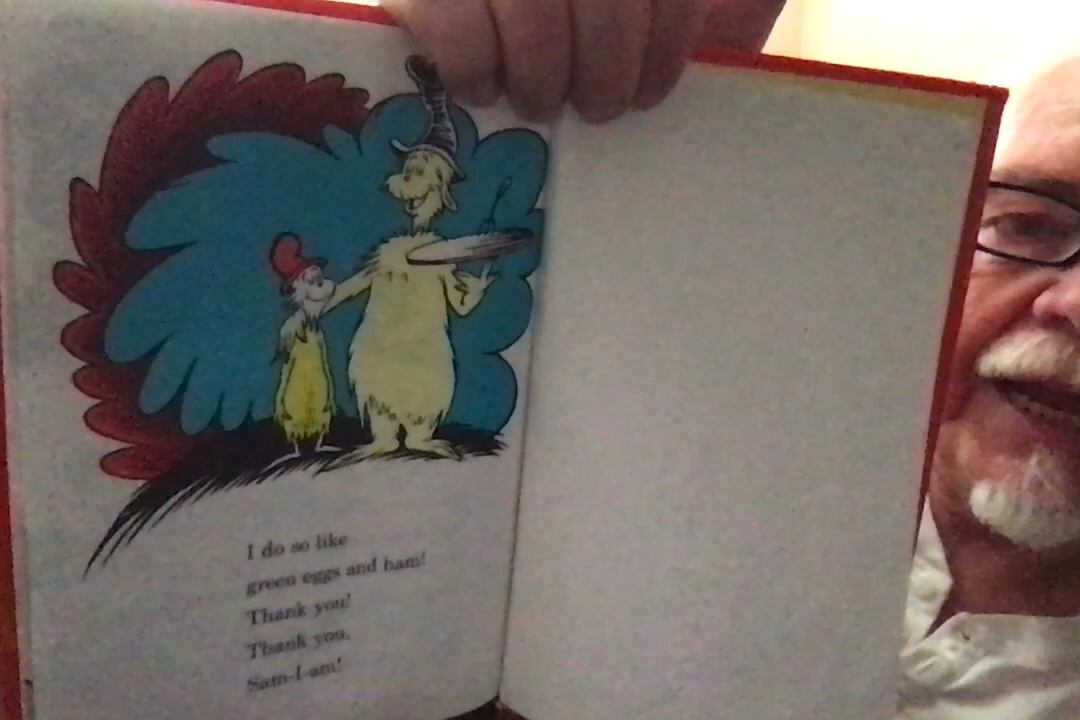 I do so like
green eggs and ham!
Thank you!
Thank you,
Sam-I-am!